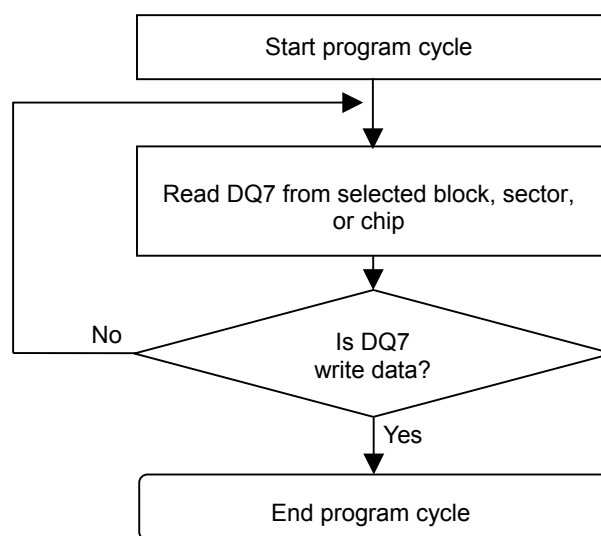 Start program cycle
Read DQ7 from selected block, sector,
or chip
No
Is DQ7
write data?
Yes
End program cycle